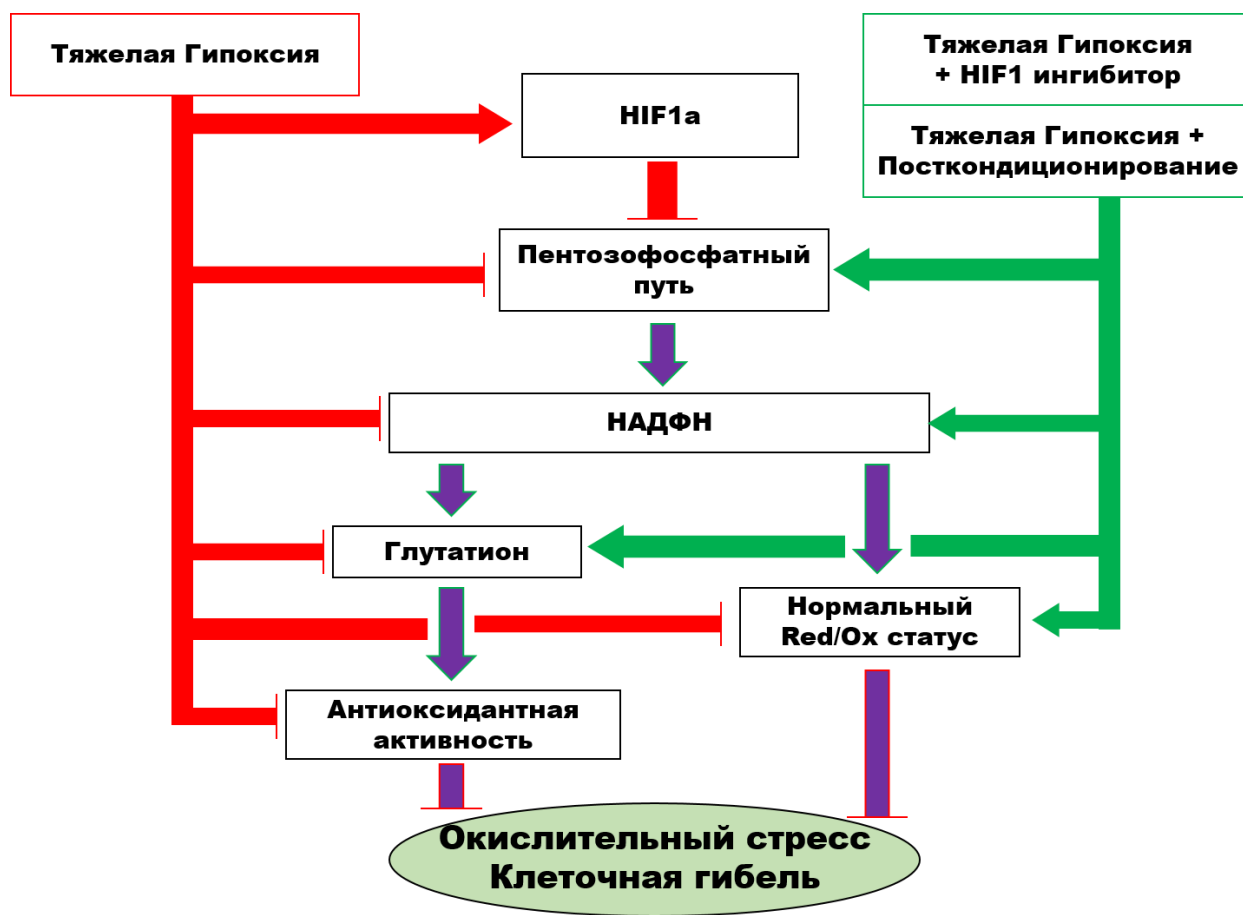 Тяжелая Гипоксия
HIF1a
Тяжелая Гипоксия
+ HIF1 ингибитор
Тяжелая Гипоксия +
Посткондиционирование
Пентозофосфатный
путь
НАДФН
Глутатион
Нормальный
Red/Ox статус
Антиоксидантная
активность
Окислительный стресс
Клеточная гибель